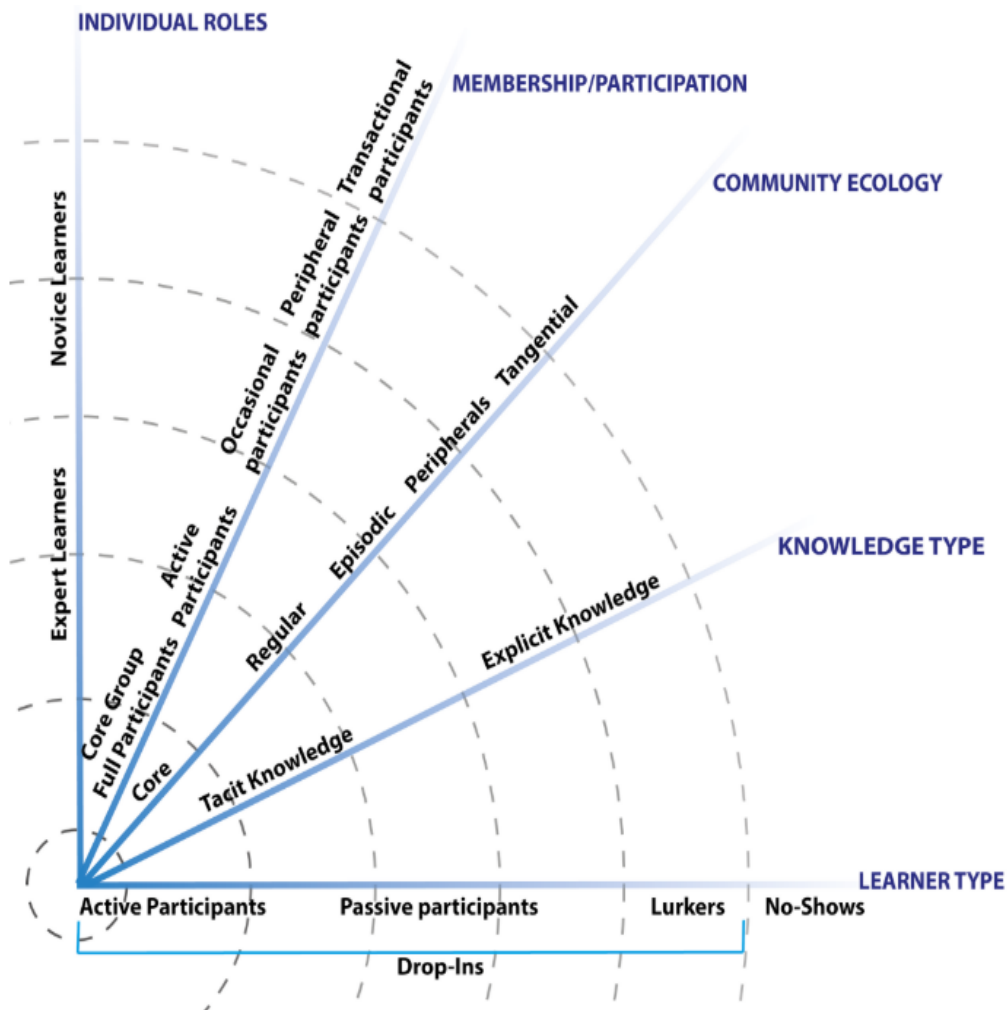 INDIVIDUAL ROLES
MEMBERSHIP/PARTICIPATION
COMMUNITY ECOLOGY
KNOWLEDGE TYPE
LEARNER TYPE
Novice Learners
Expert Learners
Core Group
Full Participants
Active
Participants
Occasional
participants
Peripheral
participants
Transactional
participants
Core
Regular
Episodic
Peripherals
Tangential
Tacit Knowledge
Explicit Knowledge
Active Participants
Passive participants
Lurkers
No-Shows
Drop-Ins